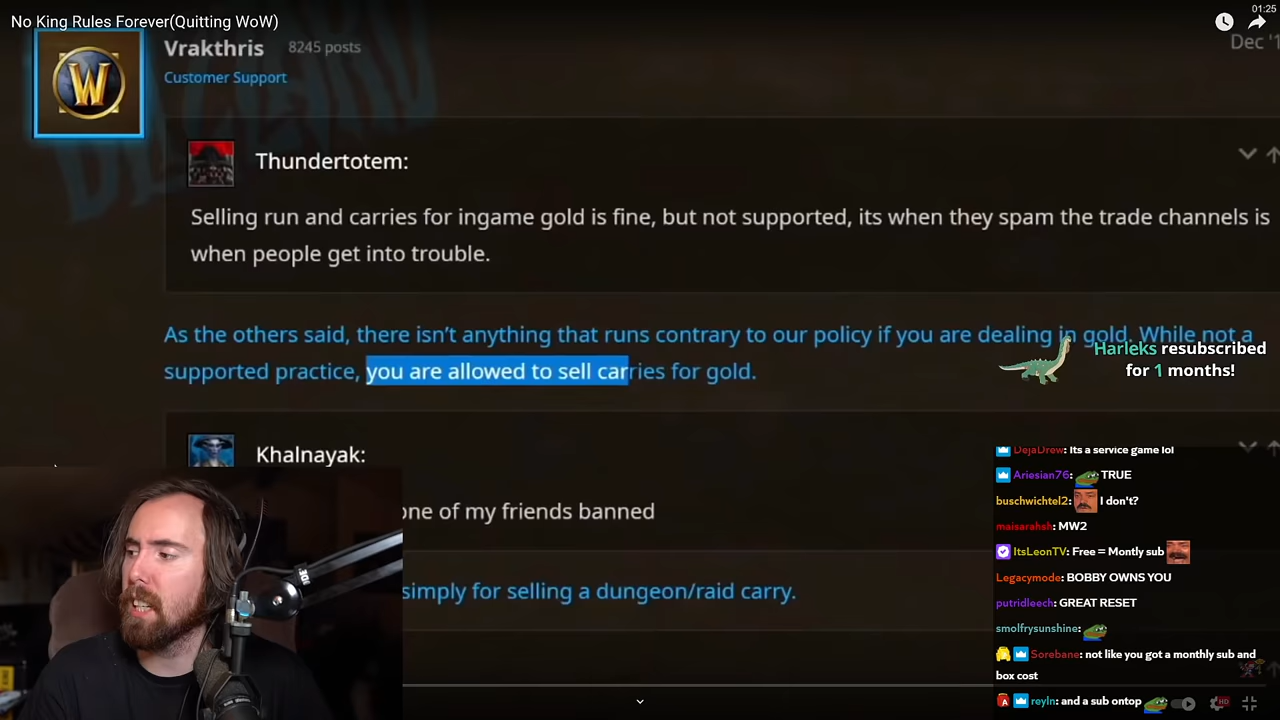 No King Rules Forever(Quitting WoW)
01:25
Vrakthris 8245 posts
Dec '1
Customer Support
Thundertotem:
Selling run and carries for ingame gold is fine, but not supported, its when they spam the trade channels is
when people get into trouble.
As the others said, there isn't anything that runs contrary to our policy if you are dealing in gold. While not a
supported practice, you are allowed to sell carries for gold.
Harleks resubscribed
for 1 months!
Khalnayak:
one of my friends banned
simply for selling a dungeon/raid carry.
DejaDrew: Its a service game lol
Ariesian76: TRUE
buschwichtel2: I don't?
maisarahsh: MW2
ItsLeonTV: Free = Montly sub
Legacymode: BOBBY OWNS YOU
putridleech: GREAT RESET
smolfrysunshine:
Sorebane: not like you got a monthly sub and
box cost
reyln: and a sub ontop
HD